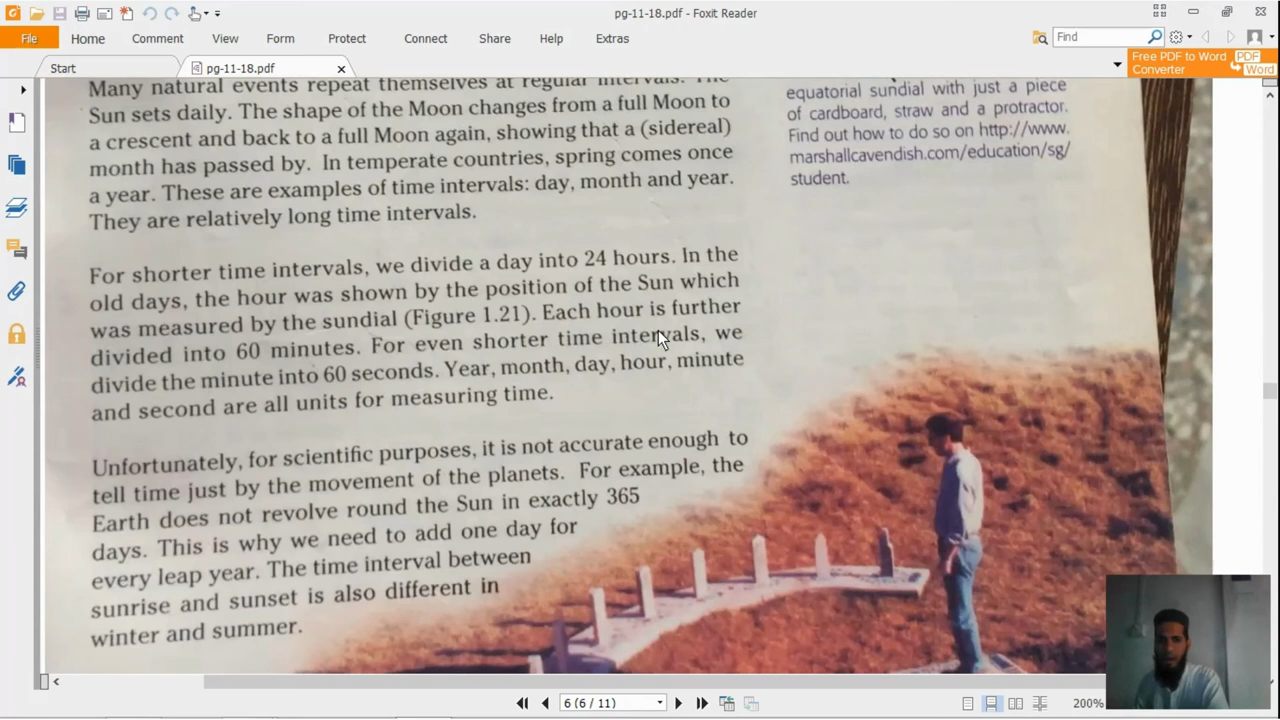 pg-11-18.pdf - Foxit Reader
File Home Comment View Form Protect Connect Share Help Extras
Find
Start
pg-11-18.pdf
Free PDF to Word
Converter
PDF
Word
Many natural events repeat themselves at regular intervals. The
Sun sets daily. The shape of the Moon changes from a full Moon to
a crescent and back to a full Moon again, showing that a (sidereal)
month has passed by. In temperate countries, spring comes once
a year. These are examples of time intervals: day, month and year.
They are relatively long time intervals.
For shorter time intervals, we divide a day into 24 hours. In the
old days, the hour was shown by the position of the Sun which
was measured by the sundial (Figure 1.21). Each hour is further
divided into 60 minutes. For even shorter time intervals, we
divide the minute into 60 seconds. Year, month, day, hour, minute
and second are all units for measuring time.
Unfortunately, for scientific purposes, it is not accurate enough to
tell time just by the movement of the planets. For example, the
Earth does not revolve round the Sun in exactly 365
days. This is why we need to add one day for
every leap year. The time interval between
sunrise and sunset is also different in
winter and summer.
equatorial sundial with just a piece
of cardboard, straw and a protractor.
Find out how to do so on http://www.
marshallcavendish.com/education/sg/
student.
6 (6 / 11)
200%